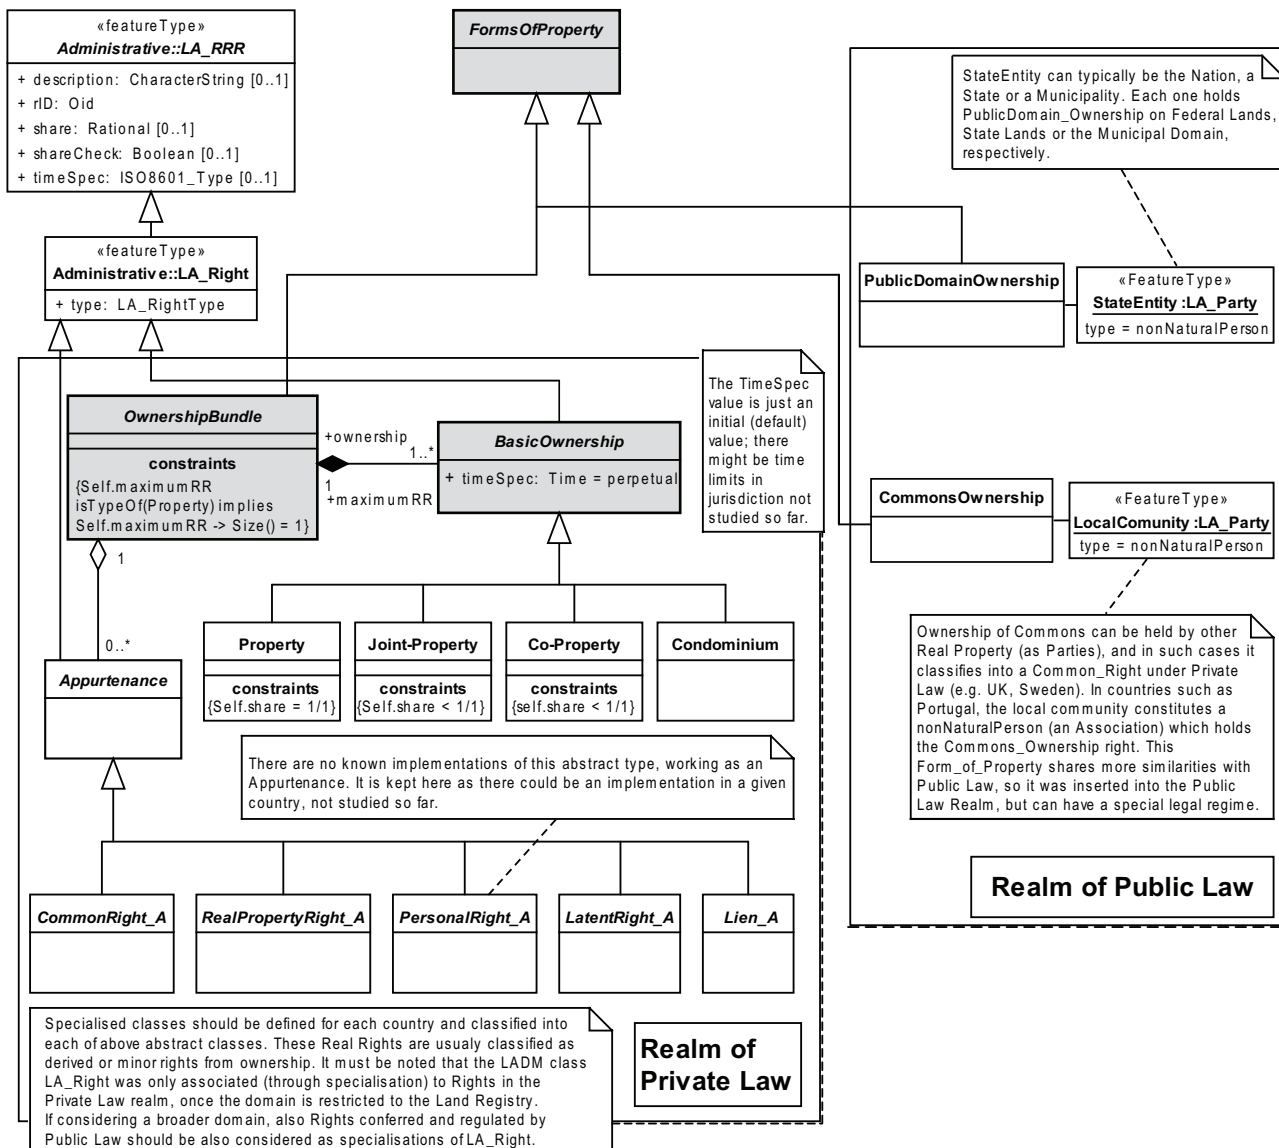 «featureType»
Administrative::LA_RRR
+ description: CharacterString [0..1]
+ rID: Oid
+ share: Rational [0..1]
+ shareCheck: Boolean [0..1]
+ timeSpec: ISO8601_Type [0..1]
FormsOfProperty
StateEntity can typically be the Nation, a
State or a Municipality. Each one holds
PublicDomain_Ownership on Federal Lands,
State Lands or the Municipal Domain,
respectively.
«featureType»
Administrative::LA_Right
+ type: LA_RightType
PublicDomainOwnership
«FeatureType»
StateEntity :LA_Party
type = nonNaturalPerson
OwnershipBundle
constraints
{Self.maximumRR
isTypeOf(Property) implies
Self.maximumRR -> Size() = 1}
+ownership
1..*
1
+maximumRR
BasicOwnership
+ timeSpec: Time = perpetual
The TimeSpec
value is just an
initial (default)
value; there
might be time
limits in
jurisdiction not
studied so far.
CommonsOwnership
«FeatureType»
LocalComunity :LA_Party
type = nonNaturalPerson
1
0..*
Property
constraints
{Self.share = 1/1}
Joint-Property
constraints
{Self.share < 1/1}
Co-Property
constraints
{self.share < 1/1}
Condominium
Appurtenance
Ownership of Commons can be held by other
Real Property (as Parties), and in such cases it
classifies into a Common_Right under Private
Law (e.g. UK, Sweden). In countries such as
Portugal, the local community constitutes a
nonNaturalPerson (an Association) which holds
the Commons_Ownership right. This
Form_of_Property shares more similarities with
Public Law, so it was inserted into the Public
Law Realm, but can have a special legal regime.
There are no known implementations of this abstract type, working as an
Appurtenance. It is kept here as there could be an implementation in a given
country, not studied so far.
Realm of Public Law
CommonRight_A
RealPropertyRight_A
PersonalRight_A
LatentRight_A
Lien_A
Specialised classes should be defined for each country and classified into
each of above abstract classes. These Real Rights are usualy classified as
derived or minor rights from ownership. It must be noted that the LADM class
LA_Right was only associated (through specialisation) to Rights in the
Private Law realm, once the domain is restricted to the Land Registry.
If considering a broader domain, also Rights conferred and regulated by
Public Law should be also considered as specialisations of LA_Right.
Realm of
Private Law